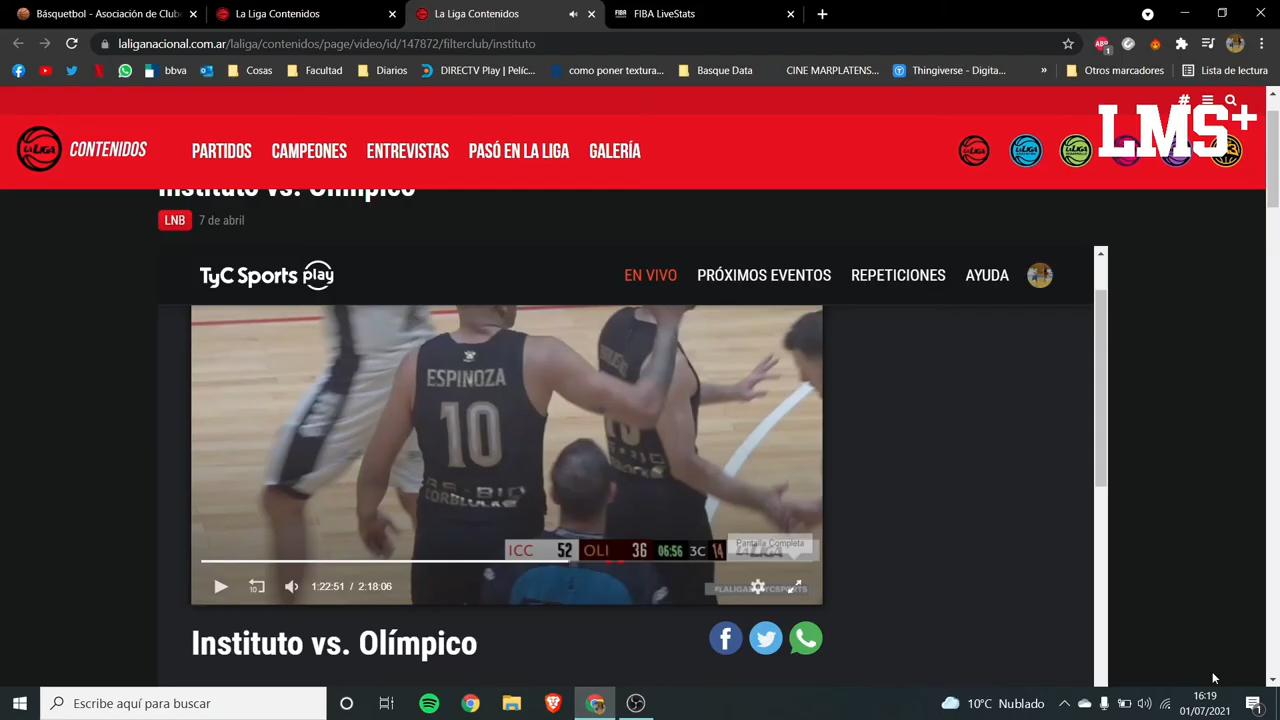 Básquetbol - Asociación de Club
La Liga Contenidos
La Liga Contenidos
FIBA LiveStats
laliganacional.com.ar/laliga/contenidos/page/video/id/147872/filterclub/instituto
bbva
Cosas
Facultad
Diarios
DIRECTV Play | Pelíc...
como poner textura...
Basque Data
CINE MARPLATENS...
Thingiverse - Digita...
Otros marcadores
Lista de lectura
LMS+
LA LIGA CONTENIDOS
PARTIDOS
CAMPEONES
ENTREVISTAS
PASÓ EN LA LIGA
GALERÍA
Instituto vs. Olímpico
LNB
7 de abril
TyC Sports play
EN VIVO
PRÓXIMOS EVENTOS
REPETICIONES
AYUDA
ESPINOZA
10
CORBLOCK
ICC 52 OLI 36 06:56 3C 14
Pantalla Completa
LA LIGA
1:22:51 / 2:18:06
Instituto vs. Olímpico
Escribe aquí para buscar
10°C Nublado
16:19
01/07/2021